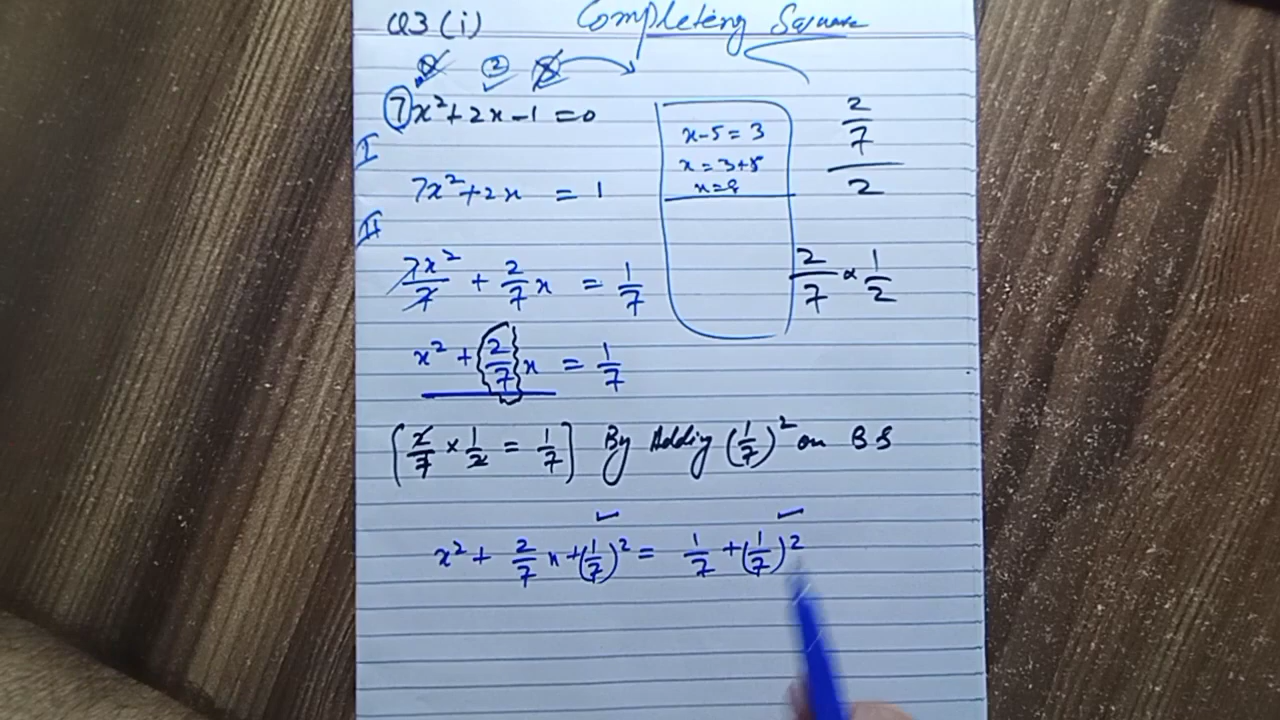 Q3 (i) Completing Square
② 
7x² + 2x - 1 = 0
I
7x² + 2x = 1
II
7x²/7 + 2/7 x = 1/7
x² + 2/7 x = 1/7
[2/7 × 1/2 = 1/7] By Adding (1/7)² on B S
x² + 2/7 x + (1/7)² = 1/7 + (1/7)²
x - 5 = 3
x = 3 + 5
x = 8
2/7
/2
2/7 × 1/2